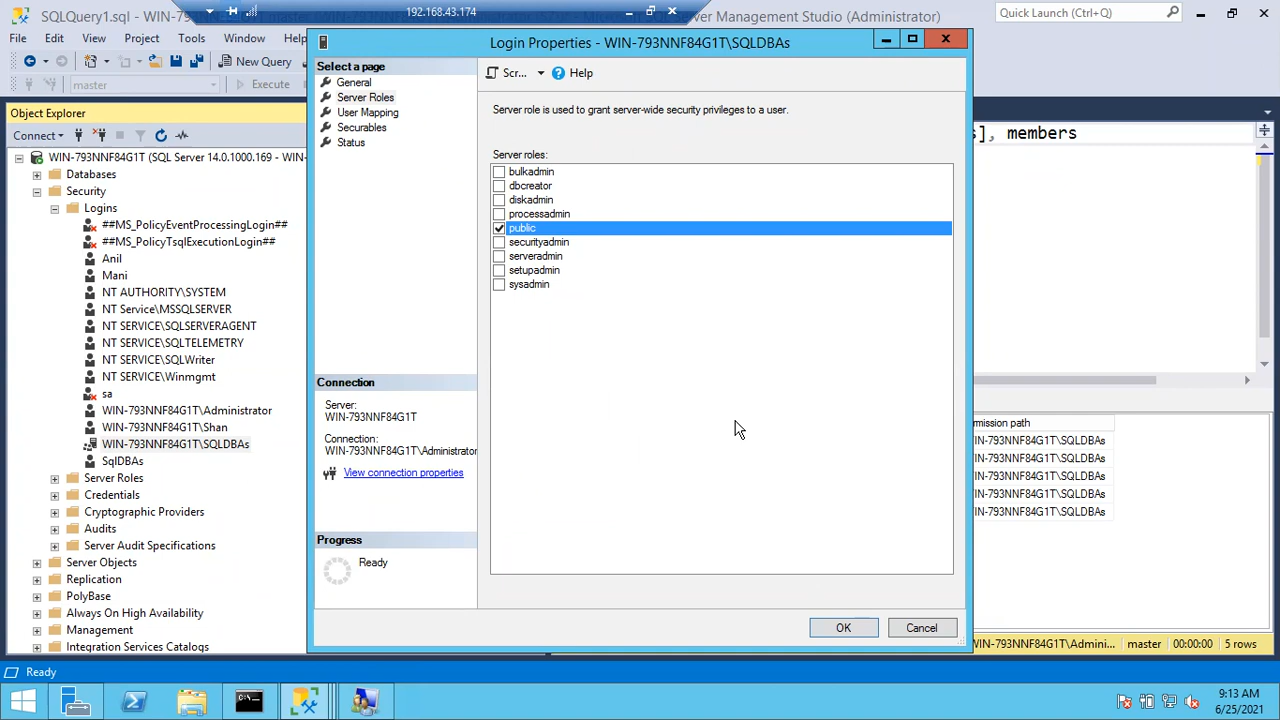 SQLQuery1.sql - WIN-793NNF84G1T.master
192.168.43.174
SQL Server Management Studio (Administrator)
Quick Launch (Ctrl+Q)
File Edit View Project Tools Window Help
New Query
master
Execute
Object Explorer
Connect
WIN-793NNF84G1T (SQL Server 14.0.1000.169 - WIN-
Databases
Security
Logins
##MS_PolicyEventProcessingLogin##
##MS_PolicyTsqlExecutionLogin##
Anil
Mani
NT AUTHORITY\SYSTEM
NT Service\MSSQLSERVER
NT SERVICE\SQLSERVERAGENT
NT SERVICE\SQLTELEMETRY
NT SERVICE\SQLWriter
NT SERVICE\Winmgmt
sa
WIN-793NNF84G1T\Administrator
WIN-793NNF84G1T\Shan
WIN-793NNF84G1T\SQLDBAs
SqlDBAs
Server Roles
Credentials
Cryptographic Providers
Audits
Server Audit Specifications
Server Objects
Replication
PolyBase
Always On High Availability
Management
Integration Services Catalogs
Login Properties - WIN-793NNF84G1T\SQLDBAs
Select a page
General
Server Roles
User Mapping
Securables
Status
Connection
Server:
WIN-793NNF84G1T
Connection:
WIN-793NNF84G1T\Administrator
View connection properties
Progress
Ready
Scr... Help
Server role is used to grant server-wide security privileges to a user.
Server roles:
bulkadmin
dbcreator
diskadmin
processadmin
public
securityadmin
serveradmin
setupadmin
sysadmin
OK Cancel
s], members
mission path
IN-793NNF84G1T\SQLDBAs
IN-793NNF84G1T\SQLDBAs
IN-793NNF84G1T\SQLDBAs
IN-793NNF84G1T\SQLDBAs
IN-793NNF84G1T\SQLDBAs
IN-793NNF84G1T\Admini... master 00:00:00 5 rows
Ready
9:13 AM
6/25/2021